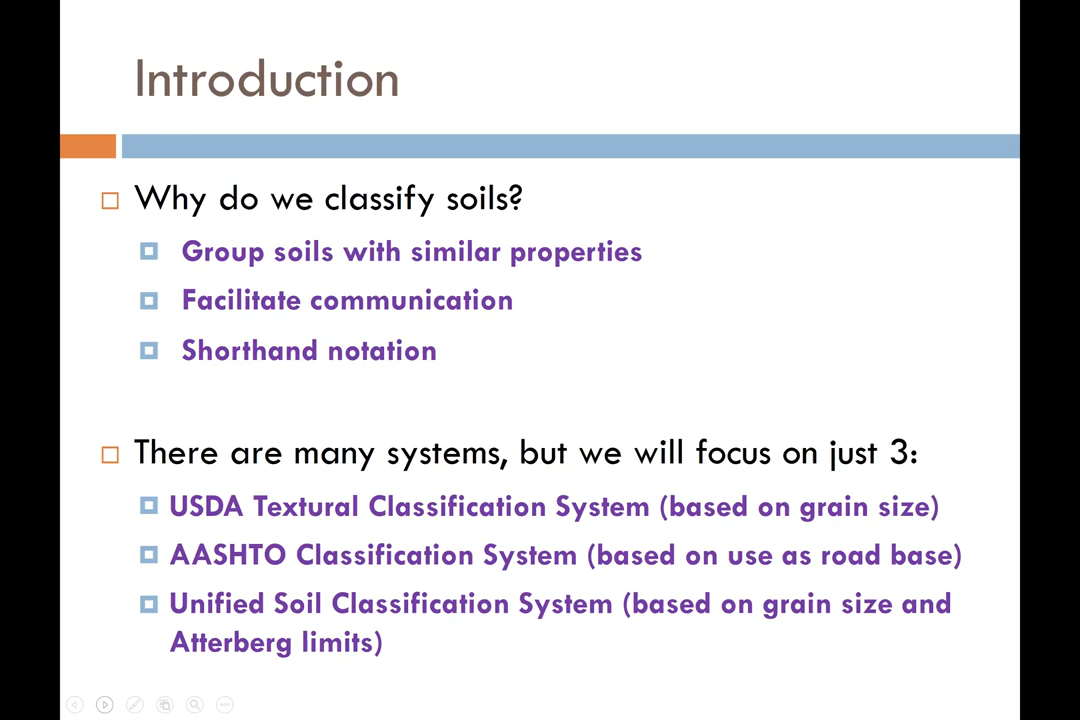 Introduction
Why do we classify soils?
Group soils with similar properties
Facilitate communication
Shorthand notation
There are many systems, but we will focus on just 3:
USDA Textural Classification System (based on grain size)
AASHTO Classification System (based on use as road base)
Unified Soil Classification System (based on grain size and
Atterberg limits)